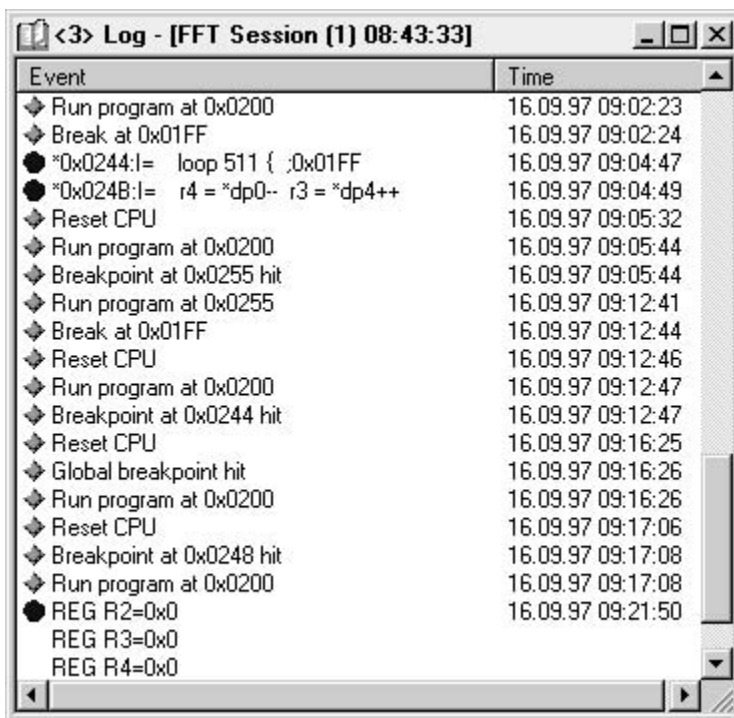 <3> Log - [FFT Session (1) 08:43:33]
Event Time
Run program at 0x0200 16.09.97 09:02:23
Break at 0x01FF 16.09.97 09:02:24
*0x0244:I= loop 511 { ;0x01FF 16.09.97 09:04:47
*0x024B:I= r4 = *dp0-- r3 = *dp4++ 16.09.97 09:04:49
Reset CPU 16.09.97 09:05:32
Run program at 0x0200 16.09.97 09:05:44
Breakpoint at 0x0255 hit 16.09.97 09:05:44
Run program at 0x0255 16.09.97 09:12:41
Break at 0x01FF 16.09.97 09:12:44
Reset CPU 16.09.97 09:12:46
Run program at 0x0200 16.09.97 09:12:47
Breakpoint at 0x0244 hit 16.09.97 09:12:47
Reset CPU 16.09.97 09:16:25
Global breakpoint hit 16.09.97 09:16:26
Run program at 0x0200 16.09.97 09:16:26
Reset CPU 16.09.97 09:17:06
Breakpoint at 0x0248 hit 16.09.97 09:17:08
Run program at 0x0200 16.09.97 09:17:08
REG R2=0x0 16.09.97 09:21:50
REG R3=0x0
REG R4=0x0